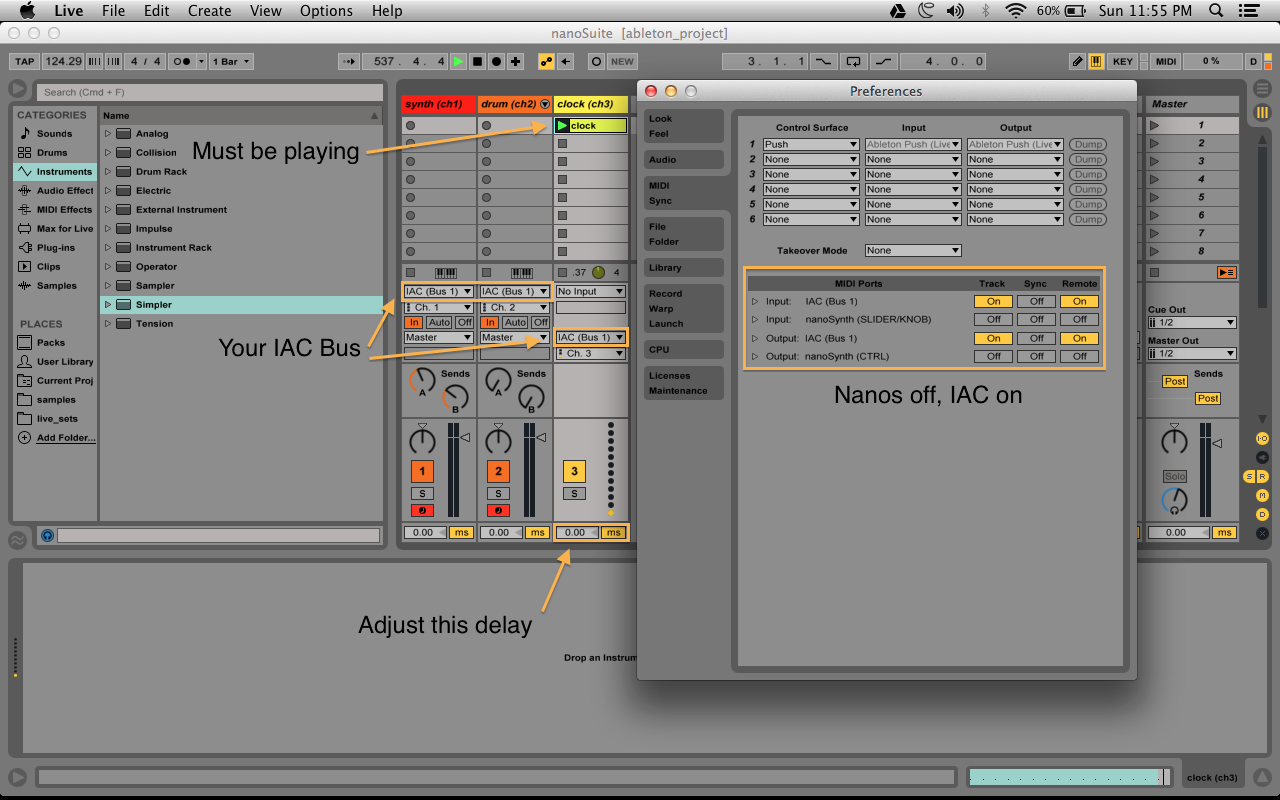 Live File Edit Create View Options Help 60% Sun 11:55 PM
nanoSuite [ableton_project]
TAP 124.29 4 / 4 1 Bar 537. 4. 4 NEW 3. 1. 1 4. 0. 0 KEY MIDI 0 % D
Search (Cmd + F)
CATEGORIES
Sounds
Drums
Instruments
Audio Effect
MIDI Effects
Max for Live
Plug-ins
Clips
Samples
PLACES
Packs
User Library
Current Proj
samples
live_sets
Add Folder...
Name
Analog
Collision
Drum Rack
Electric
External Instrument
Impulse
Instrument Rack
Operator
Sampler
Simpler
Tension
Must be playing
Your IAC Bus
Adjust this delay
synth (ch1) drum (ch2) clock (ch3)
clock
.37 4
IAC (Bus 1) IAC (Bus 1) No Input
Ch. 1 Ch. 2
In Auto Off In Auto Off
Master Master IAC (Bus 1)
Ch. 3
Sends Sends
A A
B B
1 2 3
S S S
0.00 ms 0.00 ms 0.00 ms
Drop an Instrum
Preferences
Look
Feel
Audio
MIDI
Sync
File
Folder
Library
Record
Warp
Launch
CPU
Licenses
Maintenance
Control Surface Input Output
1 Push Ableton Push (Live Ableton Push (Live Dump
2 None None None Dump
3 None None None Dump
4 None None None Dump
5 None None None Dump
6 None None None Dump
Takeover Mode None
MIDI Ports Track Sync Remote
Input: IAC (Bus 1) On Off On
Input: nanoSynth (SLIDER/KNOB) Off Off Off
Output: IAC (Bus 1) On Off On
Output: nanoSynth (CTRL) Off Off Off
Nanos off, IAC on
Master
1
2
3
4
5
6
7
8
Cue Out
1/2
Master Out
1/2
Sends
Post
Post
Solo
0.00 ms
I·O
S R
M
D
X
clock (ch3)